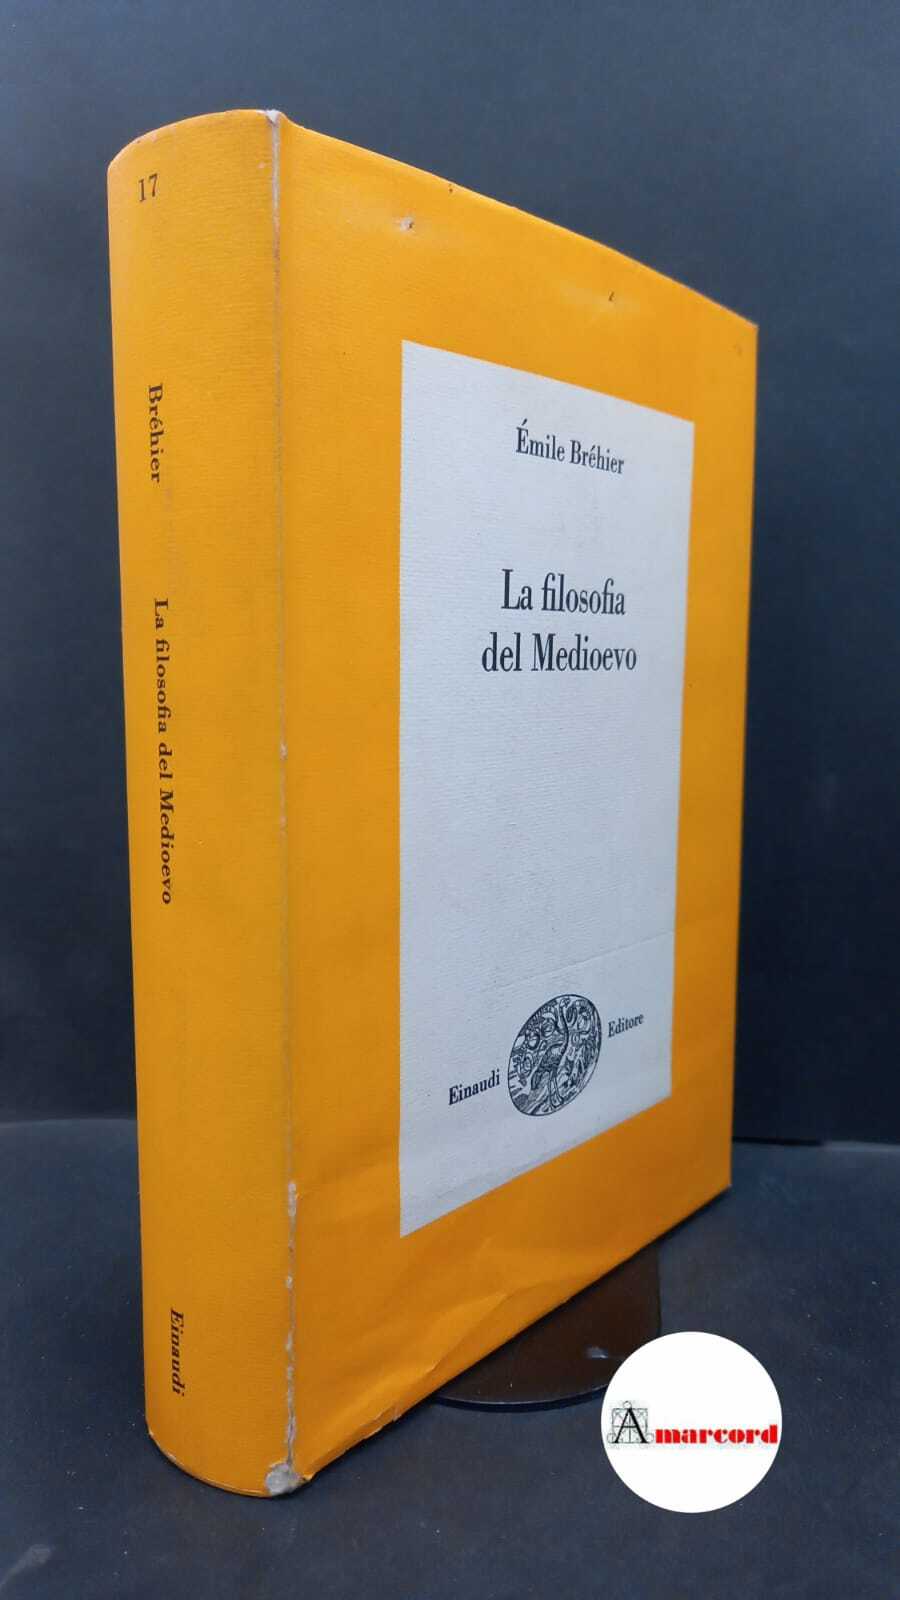 17
Bréhier
La filosofia del Medioevo
Einaudi
Émile Bréhier
La filosofia
del Medioevo
Einaudi
Editore
Amarcord